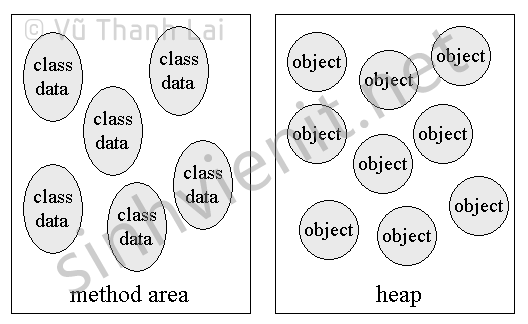 © Vũ Thanh Lai
class
data
class
data
class
data
class
data
class
data
class
data
method area
object
object
object
object
object
object
object
object
object
heap
sinhvienit.net